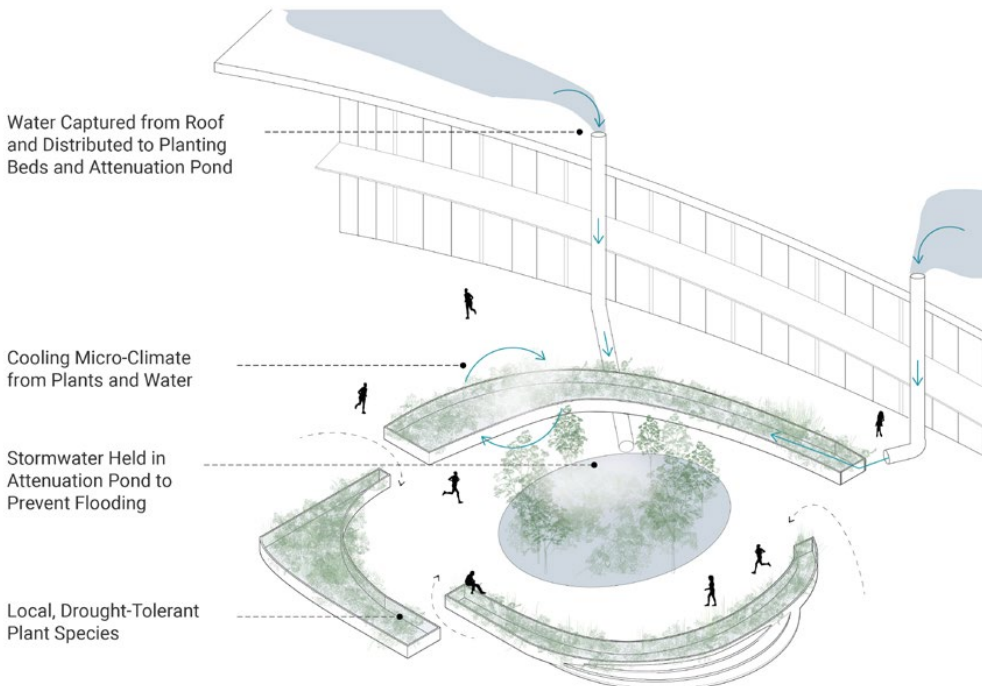 Water Captured from Roof
and Distributed to Planting
Beds and Attenuation Pond
Cooling Micro-Climate
from Plants and Water
Stormwater Held in
Attenuation Pond to
Prevent Flooding
Local, Drought-Tolerant
Plant Species